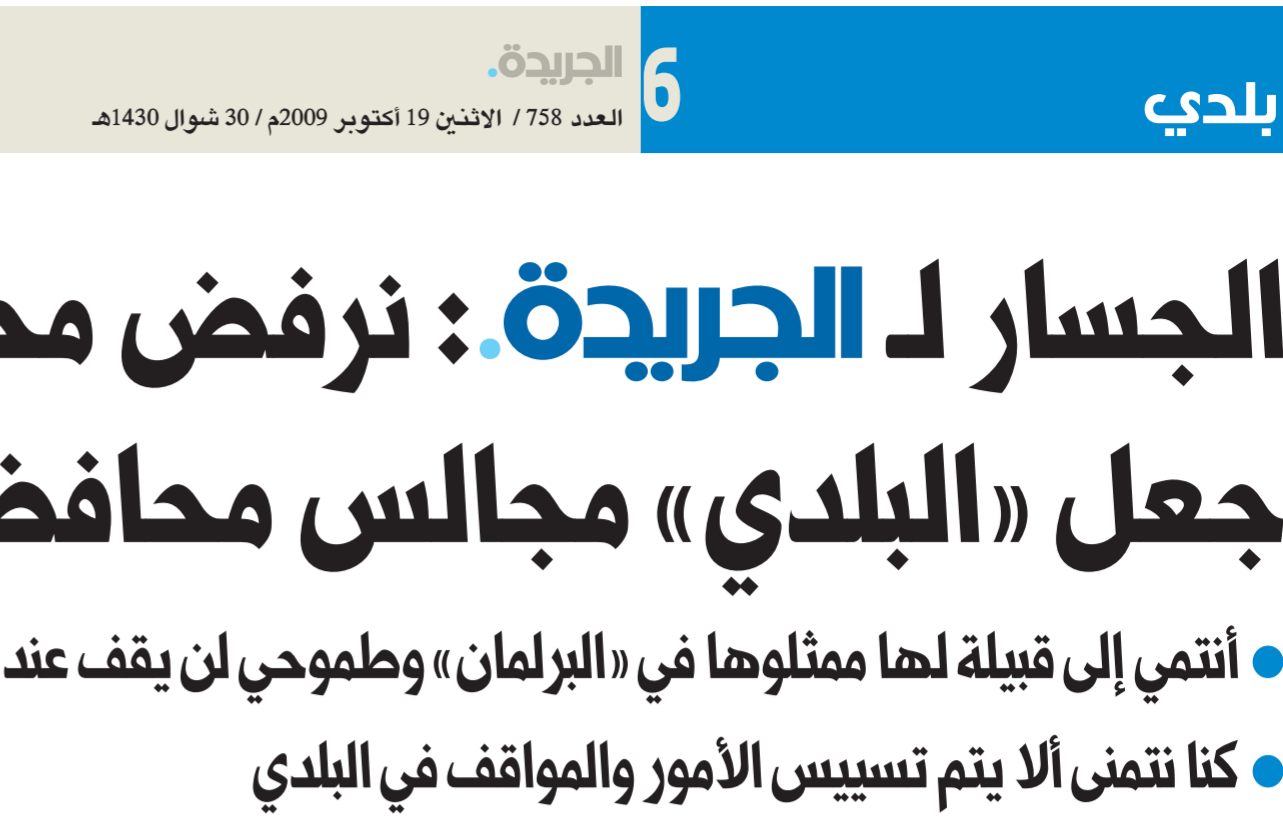 بلدي
6
الجريدة.
العدد 758 / الاثنين 19 أكتوبر 2009م / 30 شوال 1430هـ
الجسار لـ الجريدة. : نرفض
جعل «البلدي» مجالس
● أنتمي إلى قبيلة لها ممثلوها في «البرلمان» وطموحي لن يقف عند
● كنا نتمنى ألا يتم تسييس الأمور والمواقف في البلدي